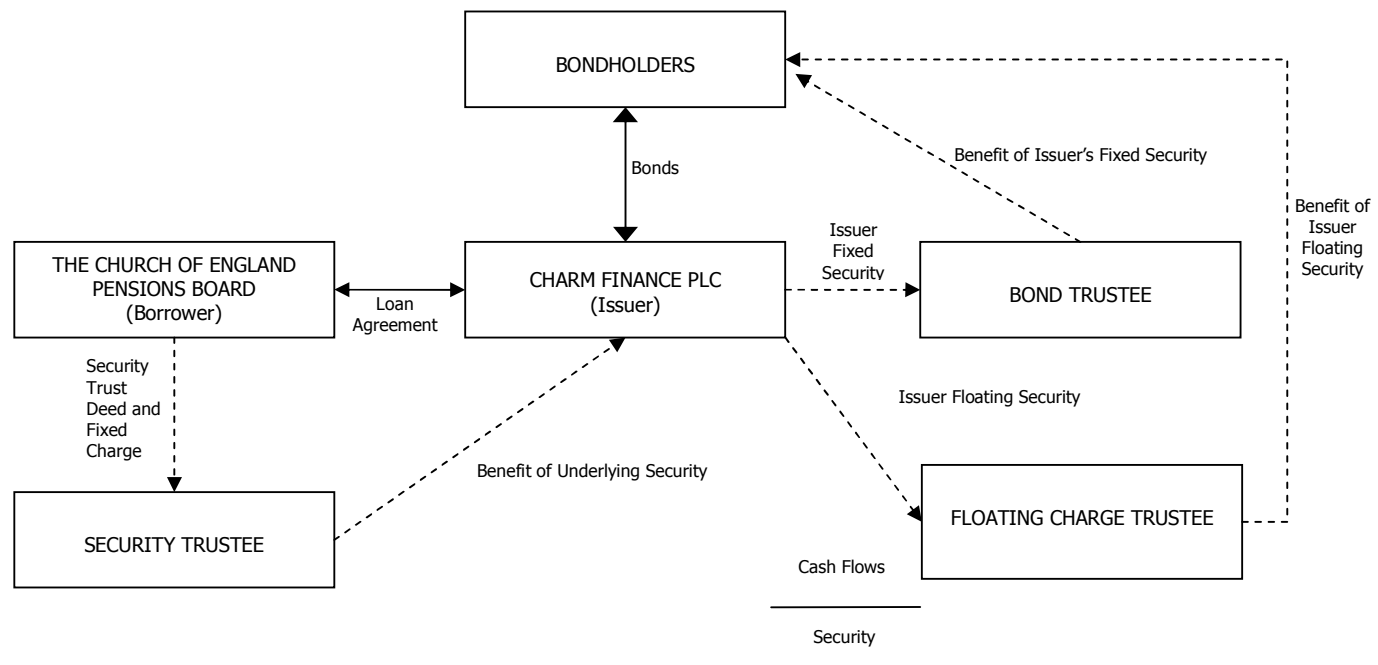 BONDHOLDERS
Benefit of Issuer’s Fixed Security
Bonds
Benefit of
Issuer
Floating
Security
THE CHURCH OF ENGLAND
PENSIONS BOARD
(Borrower)
Loan
Agreement
CHARM FINANCE PLC
(Issuer)
Issuer
Fixed
Security
BOND TRUSTEE
Security
Trust
Deed and
Fixed
Charge
Issuer Floating Security
Benefit of Underlying Security
SECURITY TRUSTEE
FLOATING CHARGE TRUSTEE
Cash Flows
Security